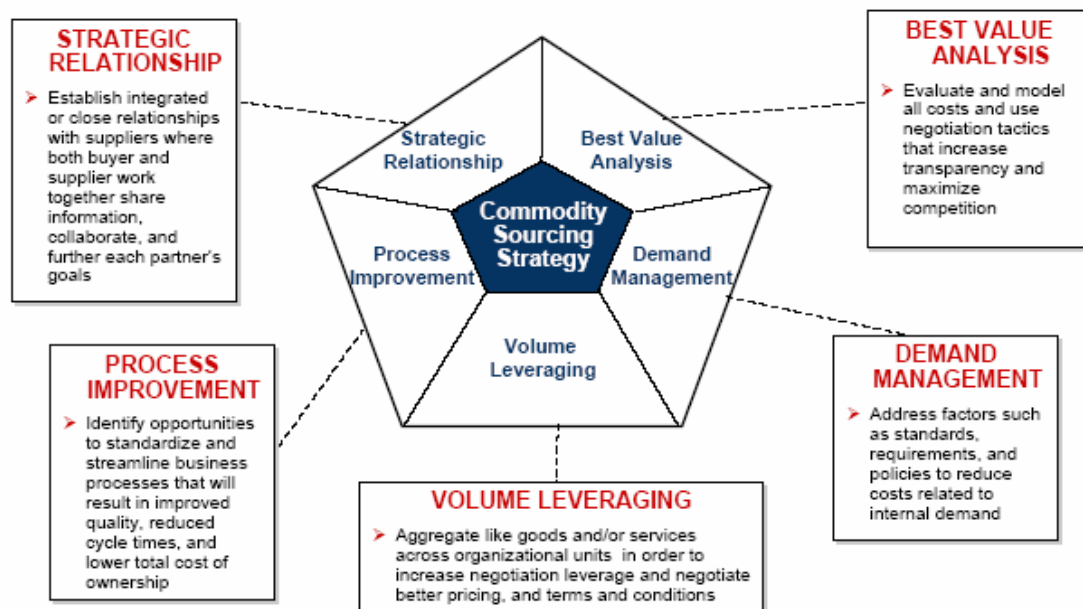 STRATEGIC
RELATIONSHIP
➤ Establish integrated
or close relationships
with suppliers where
both buyer and
supplier work
together share
information,
collaborate, and
further each partner's
goals
BEST VALUE
ANALYSIS
➤ Evaluate and model
all costs and use
negotiation tactics
that increase
transparency and
maximize
competition
Strategic
Relationship
Best Value
Analysis
Commodity
Sourcing
Strategy
Process
Improvement
Demand
Management
Volume
Leveraging
PROCESS
IMPROVEMENT
➤ Identify opportunities
to standardize and
streamline business
processes that will
result in improved
quality, reduced
cycle times, and
lower total cost of
ownership
VOLUME LEVERAGING
➤ Aggregate like goods and/or services
across organizational units in order to
increase negotiation leverage and negotiate
better pricing, and terms and conditions
DEMAND
MANAGEMENT
➤ Address factors such
as standards,
requirements, and
policies to reduce
costs related to
internal demand